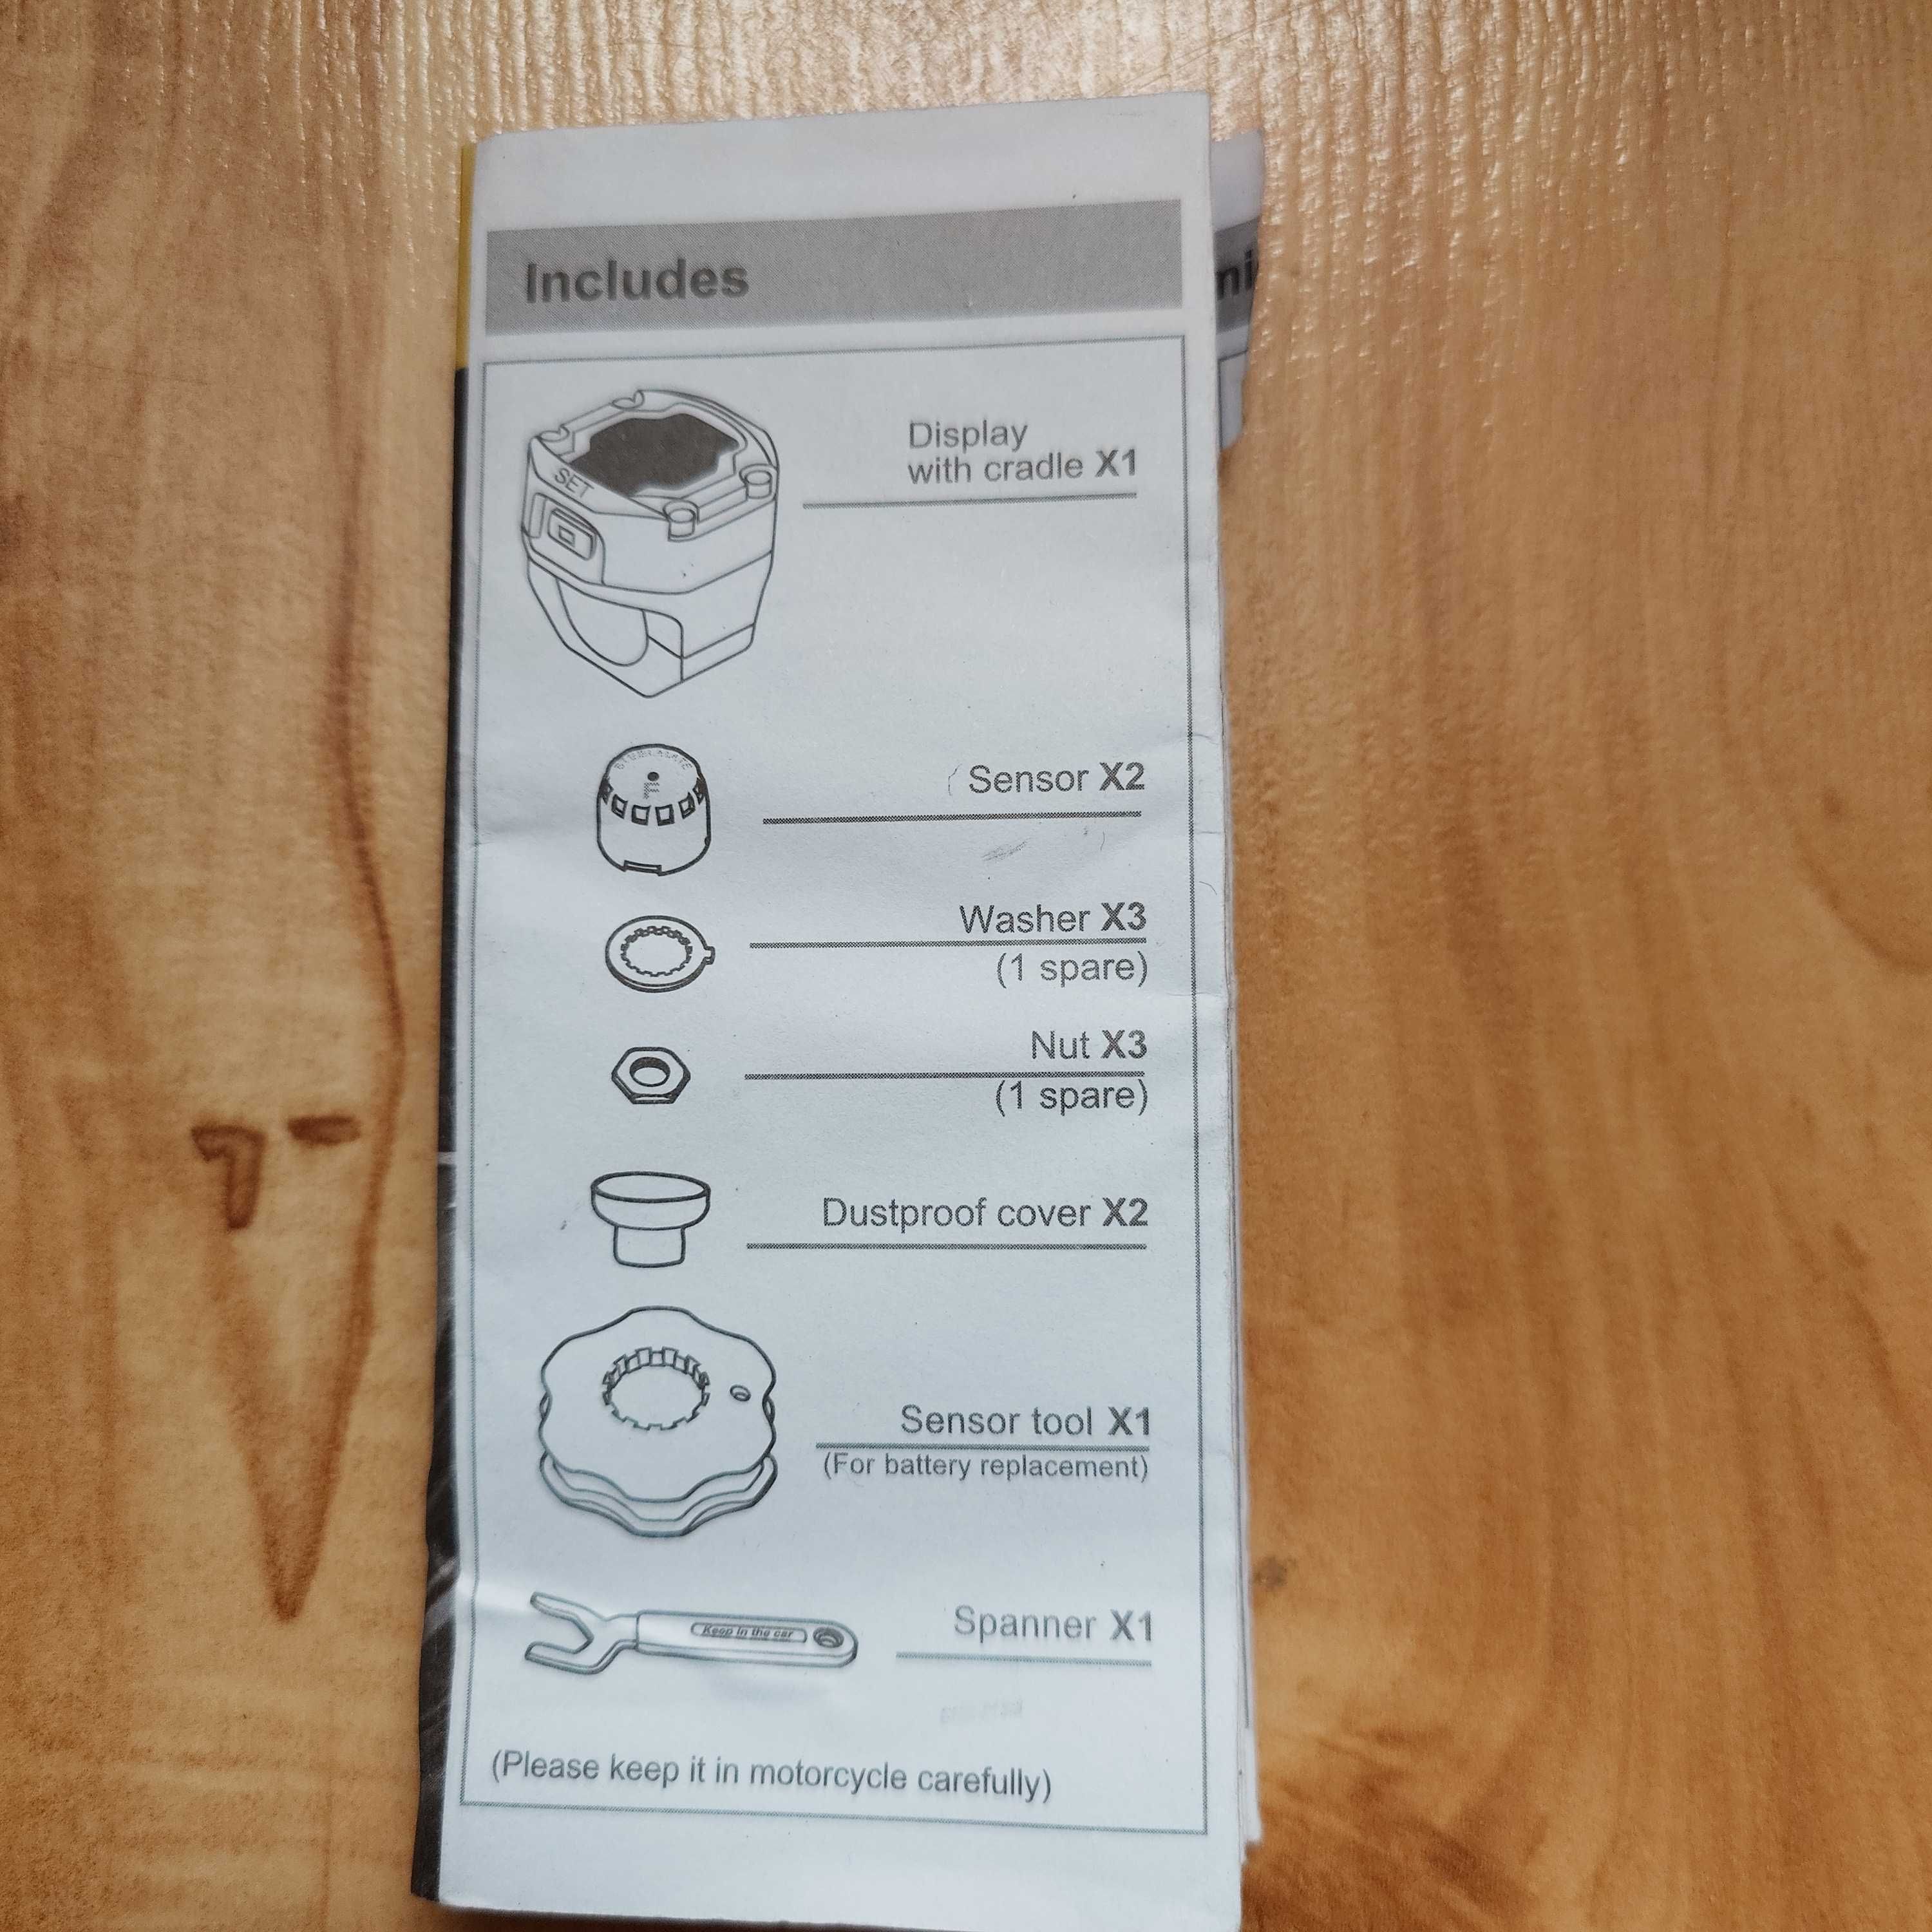 Includes
Display
with cradle X1
SET
Sensor X2
F
Washer X3
(1 spare)
Nut X3
(1 spare)
Dustproof cover X2
Sensor tool X1
(For battery replacement)
Keep in the car
Spanner X1
(Please keep it in motorcycle carefully)